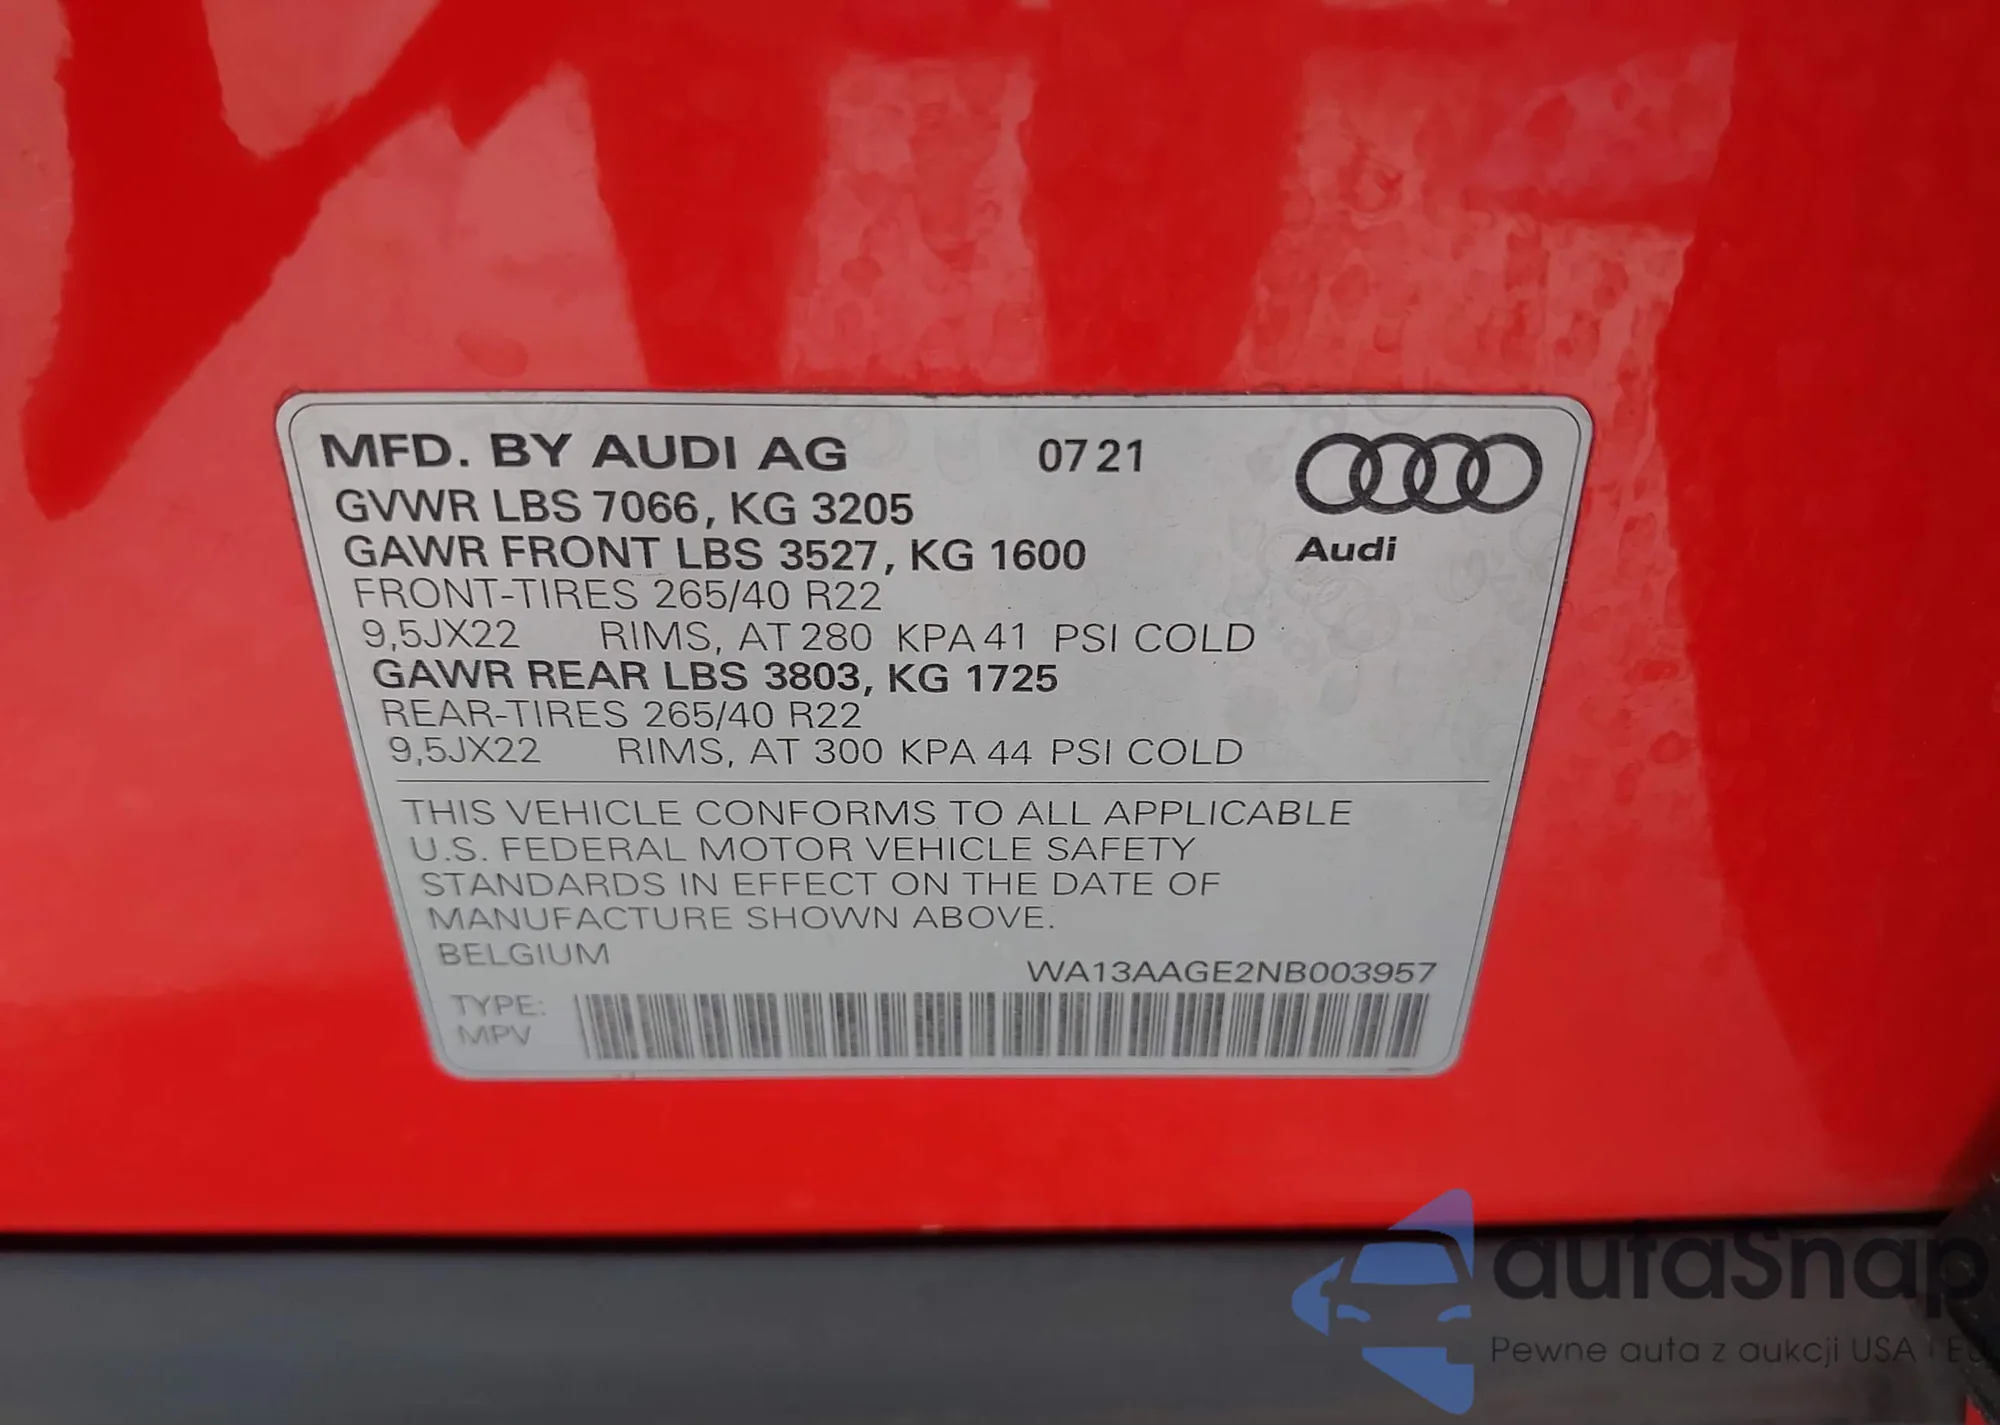 MFD. BY AUDI AG 07 21
GVWR LBS 7066, KG 3205
GAWR FRONT LBS 3527, KG 1600
Audi
FRONT-TIRES 265/40 R22
9,5JX22 RIMS, AT 280 KPA 41 PSI COLD
GAWR REAR LBS 3803, KG 1725
REAR-TIRES 265/40 R22
9,5JX22 RIMS, AT 300 KPA 44 PSI COLD
THIS VEHICLE CONFORMS TO ALL APPLICABLE
U.S. FEDERAL MOTOR VEHICLE SAFETY
STANDARDS IN EFFECT ON THE DATE OF
MANUFACTURE SHOWN ABOVE.
BELGIUM
WA13AAGE2NB003957
TYPE:
MPV
autaSnap
Pewne auta z aukcji USA i